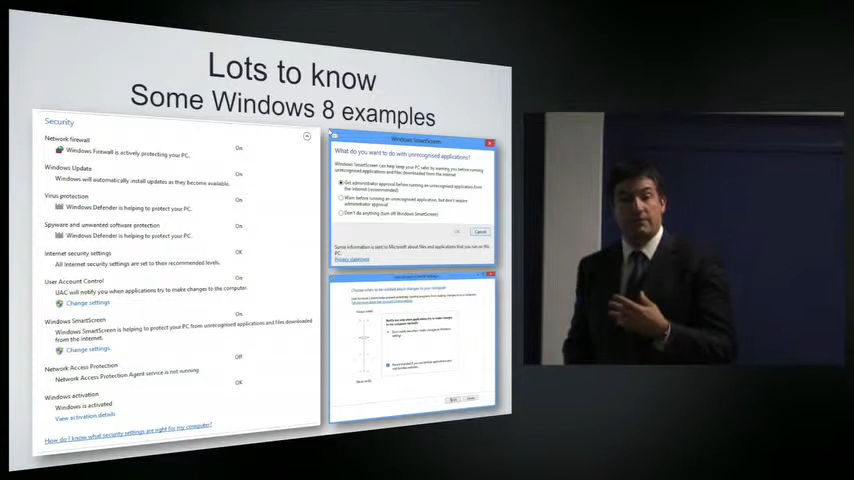 Lots to know
Some Windows 8 examples
Security
Network firewall
On
Windows Firewall is actively protecting your PC.
Windows Update
On
Windows will automatically install updates as they become available.
Virus protection
On
Windows Defender is helping to protect your PC.
Spyware and unwanted software protection
On
Windows Defender is helping to protect your PC.
Internet security settings
OK
All Internet security settings are set to their recommended levels.
User Account Control
On
UAC will notify you when applications try to make changes to the computer.
Change settings
Windows SmartScreen
On
Windows SmartScreen is helping to protect your PC from unrecognized applications and files downloaded
from the internet.
Change settings
Network Access Protection
Off
Network Access Protection Agent service is not running
Windows activation
OK
Windows is activated
View activation details
How do I know what security settings are right for my computer?
Windows SmartScreen
What do you want to do with unrecognised applications?
Windows SmartScreen can help keep your PC safer by warning you before running
unrecognised applications and files downloaded from the internet
Get administrator approval before running an unrecognised application from
the Internet (recommended)
Warn before running an unrecognised application, but don't require
administrator approval
Don't do anything (turn off Windows SmartScreen)
OK
Cancel
Some information is sent to Microsoft about files and applications that you run on this
PC.
Privacy statement
Choose when to be notified about changes to your computer